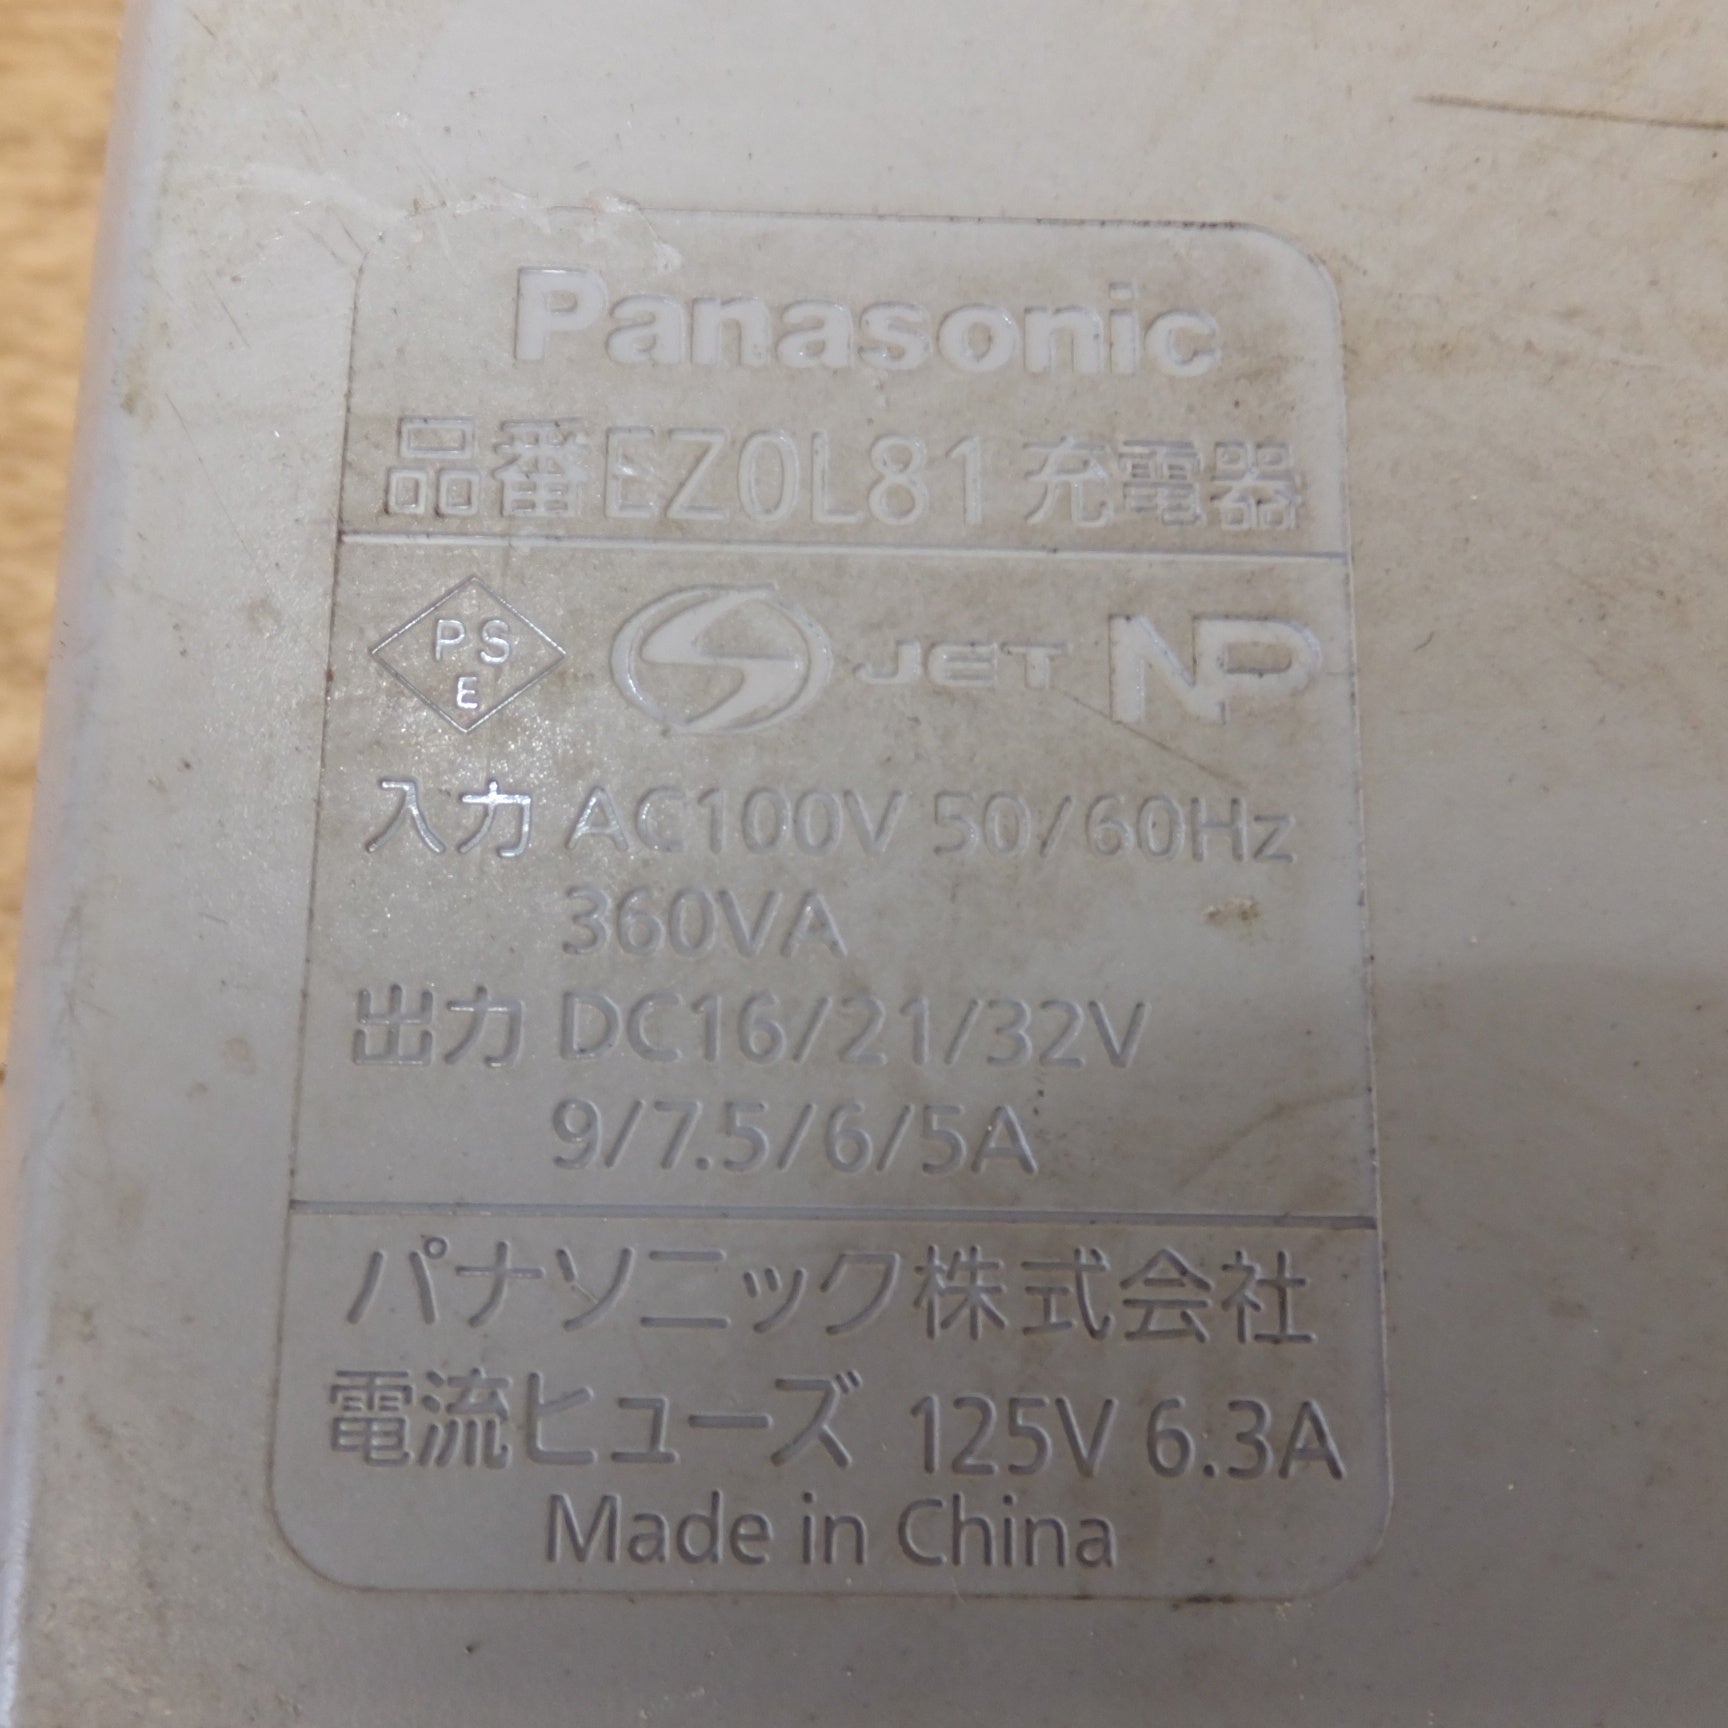 Panasonic
品番EZ0L81充電器
PS E JET NP
入力 AC100V 50/60Hz
360VA
出力 DC16/21/32V
9/7.5/6/5A
パナソニック株式会社
電流ヒューズ 125V 6.3A
Made in China